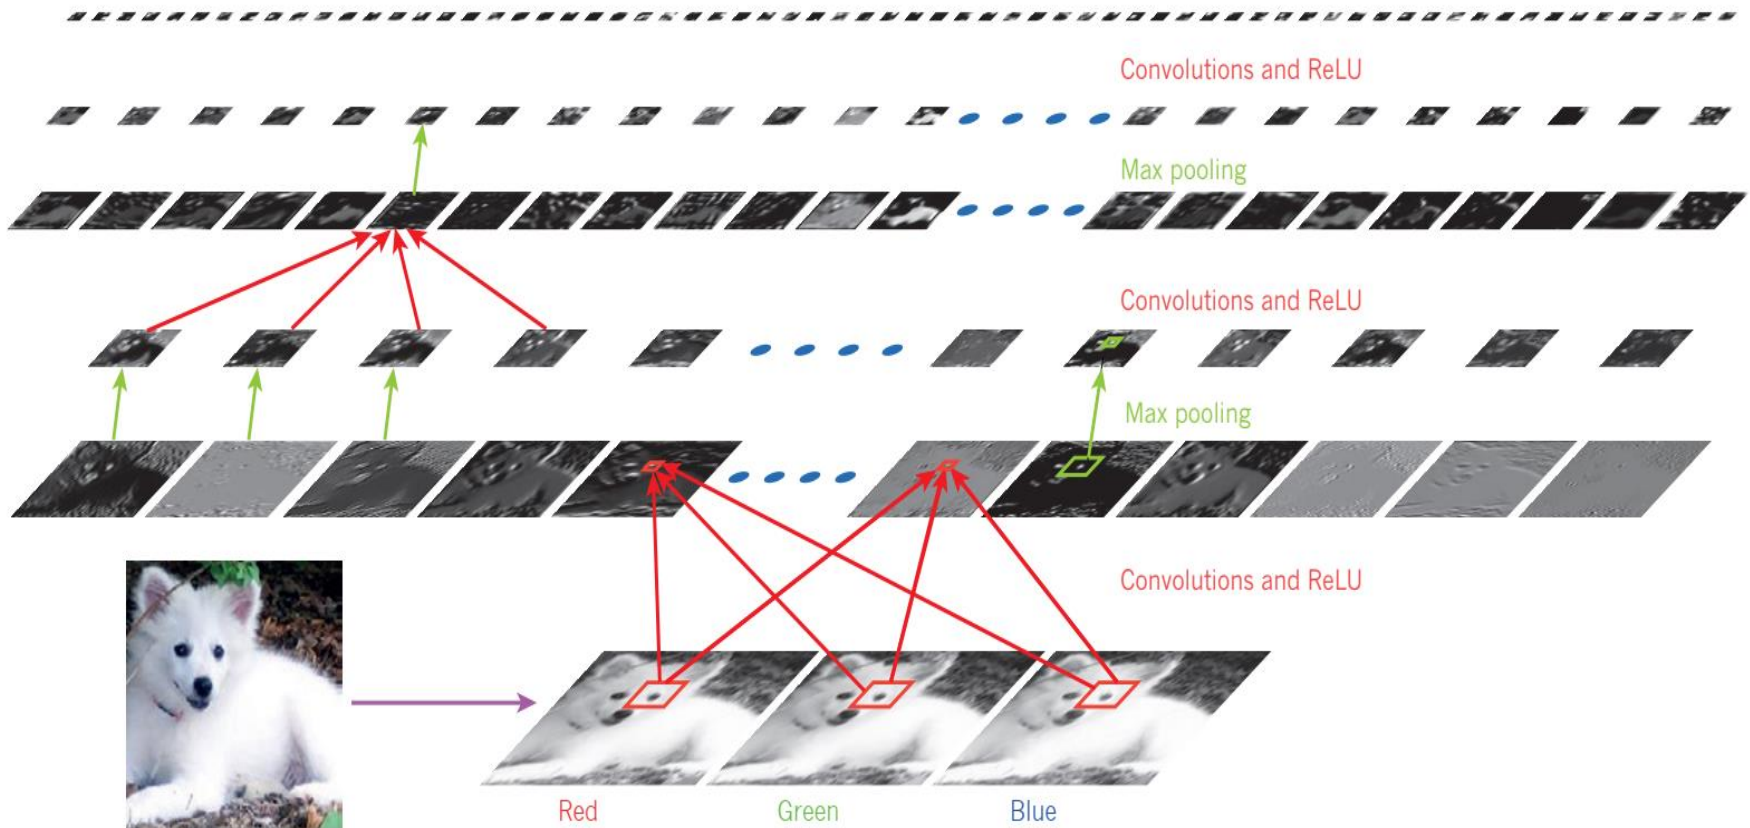 Convolutions and ReLU
Max pooling
Convolutions and ReLU
Max pooling
Convolutions and ReLU
Red
Green
Blue